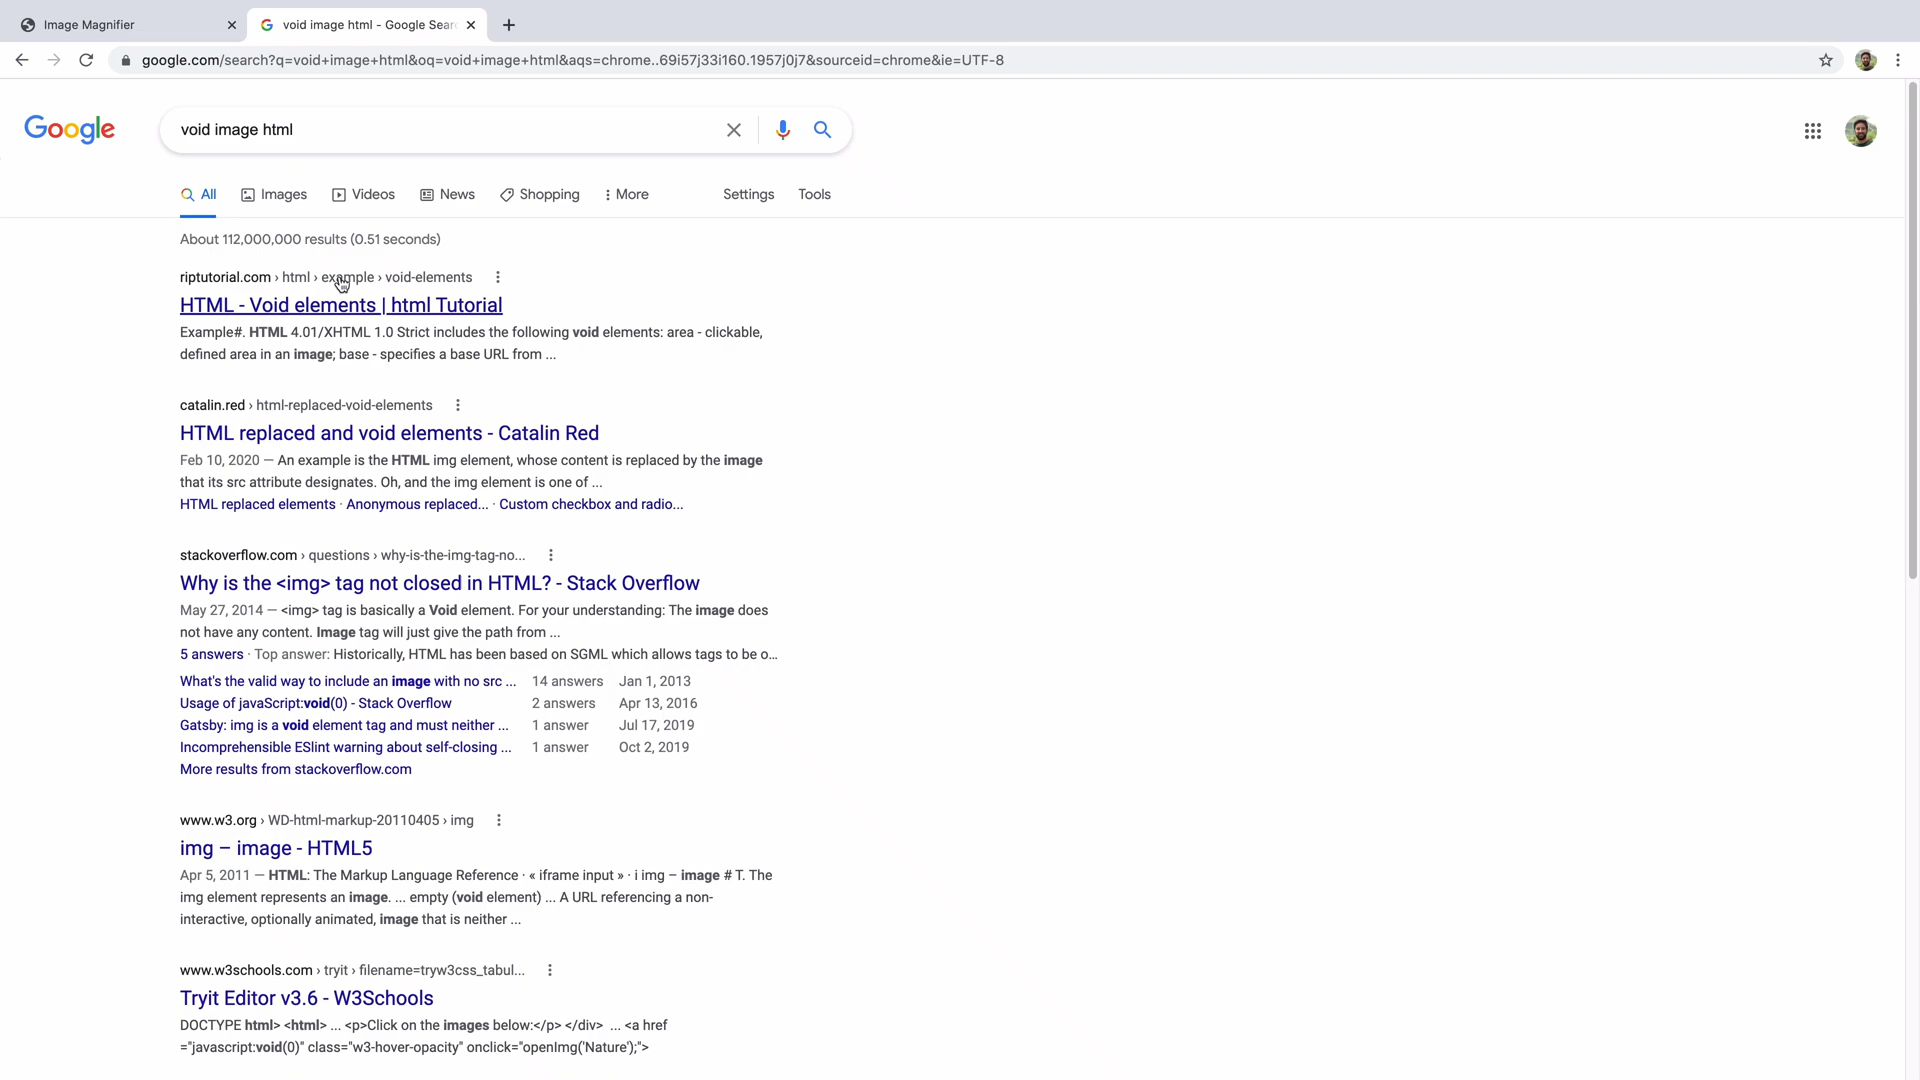 Image Magnifier
void image html - Google Sear
google.com/search?q=void+image+html&oq=void+image+html&aqs=chrome..69i57j33i160.1957j0j7&sourceid=chrome&ie=UTF-8
Google
void image html
All Images Videos News Shopping More Settings Tools
About 112,000,000 results (0.51 seconds)
riptutorial.com › html › example › void-elements
HTML - Void elements | html Tutorial
Example#. HTML 4.01/XHTML 1.0 Strict includes the following void elements: area - clickable,
defined area in an image; base - specifies a base URL from ...
catalin.red › html-replaced-void-elements
HTML replaced and void elements - Catalin Red
Feb 10, 2020 — An example is the HTML img element, whose content is replaced by the image
that its src attribute designates. Oh, and the img element is one of ...
HTML replaced elements · Anonymous replaced... · Custom checkbox and radio...
stackoverflow.com › questions › why-is-the-img-tag-no...
Why is the <img> tag not closed in HTML? - Stack Overflow
May 27, 2014 — <img> tag is basically a Void element. For your understanding: The image does
not have any content. Image tag will just give the path from ...
5 answers · Top answer: Historically, HTML has been based on SGML which allows tags to be o...
What's the valid way to include an image with no src ... 14 answers Jan 1, 2013
Usage of javaScript:void(0) - Stack Overflow 2 answers Apr 13, 2016
Gatsby: img is a void element tag and must neither ... 1 answer Jul 17, 2019
Incomprehensible ESlint warning about self-closing ... 1 answer Oct 2, 2019
More results from stackoverflow.com
www.w3.org › WD-html-markup-20110405 › img
img – image - HTML5
Apr 5, 2011 — HTML: The Markup Language Reference · « iframe input » · i img – image # T. The
img element represents an image. ... empty (void element) ... A URL referencing a non-
interactive, optionally animated, image that is neither ...
www.w3schools.com › tryit › filename=tryw3css_tabul...
Tryit Editor v3.6 - W3Schools
DOCTYPE html> <html> ... <p>Click on the images below:</p> </div> ... <a href
="javascript:void(0)" class="w3-hover-opacity" onclick="openImg('Nature');">